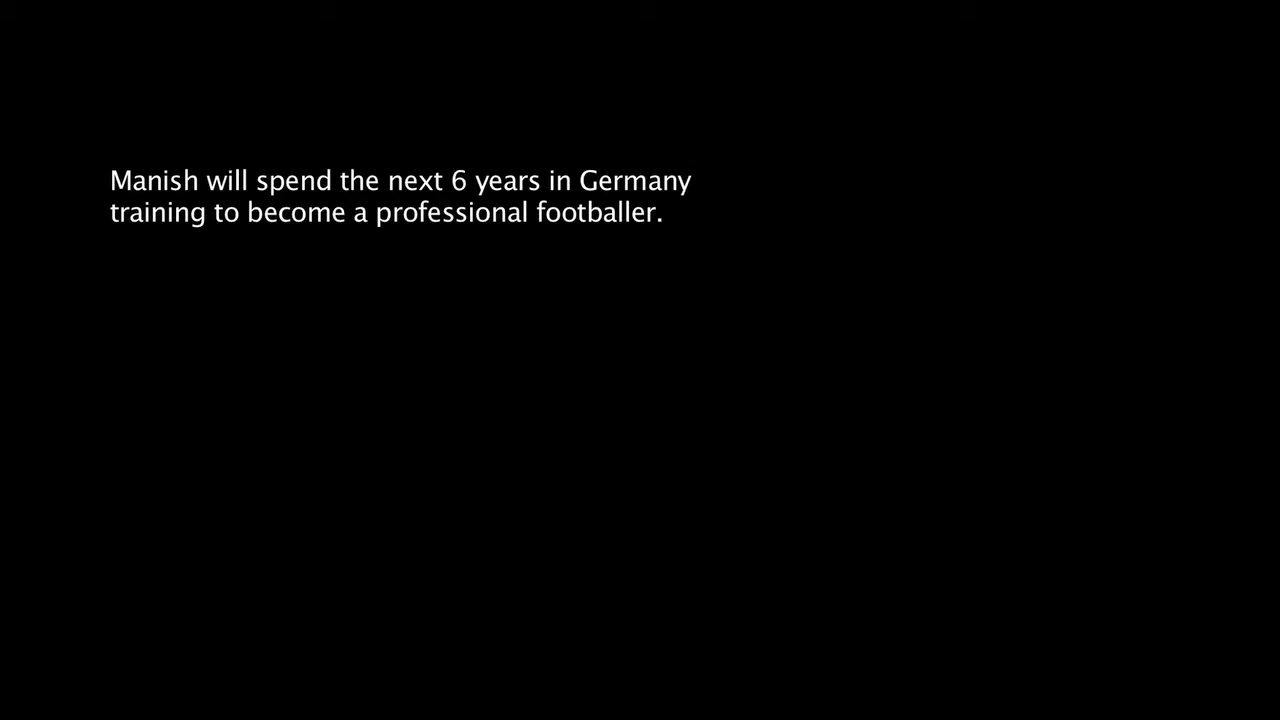 Manish will spend the next 6 years in Germany
training to become a professional footballer.